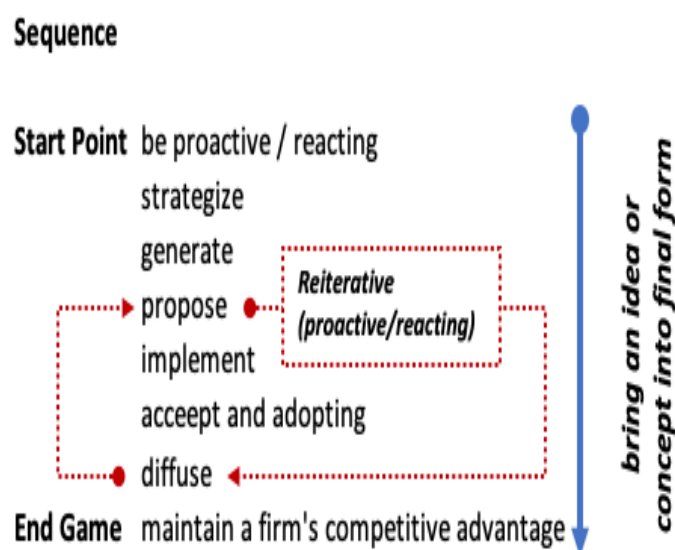 Sequence
Start Point be proactive / reacting
strategize
generate
propose
Reiterative
(proactive/reacting)
implement
acceept and adopting
diffuse
End Game maintain a firm's competitive advantage
bring an idea or
concept into final form